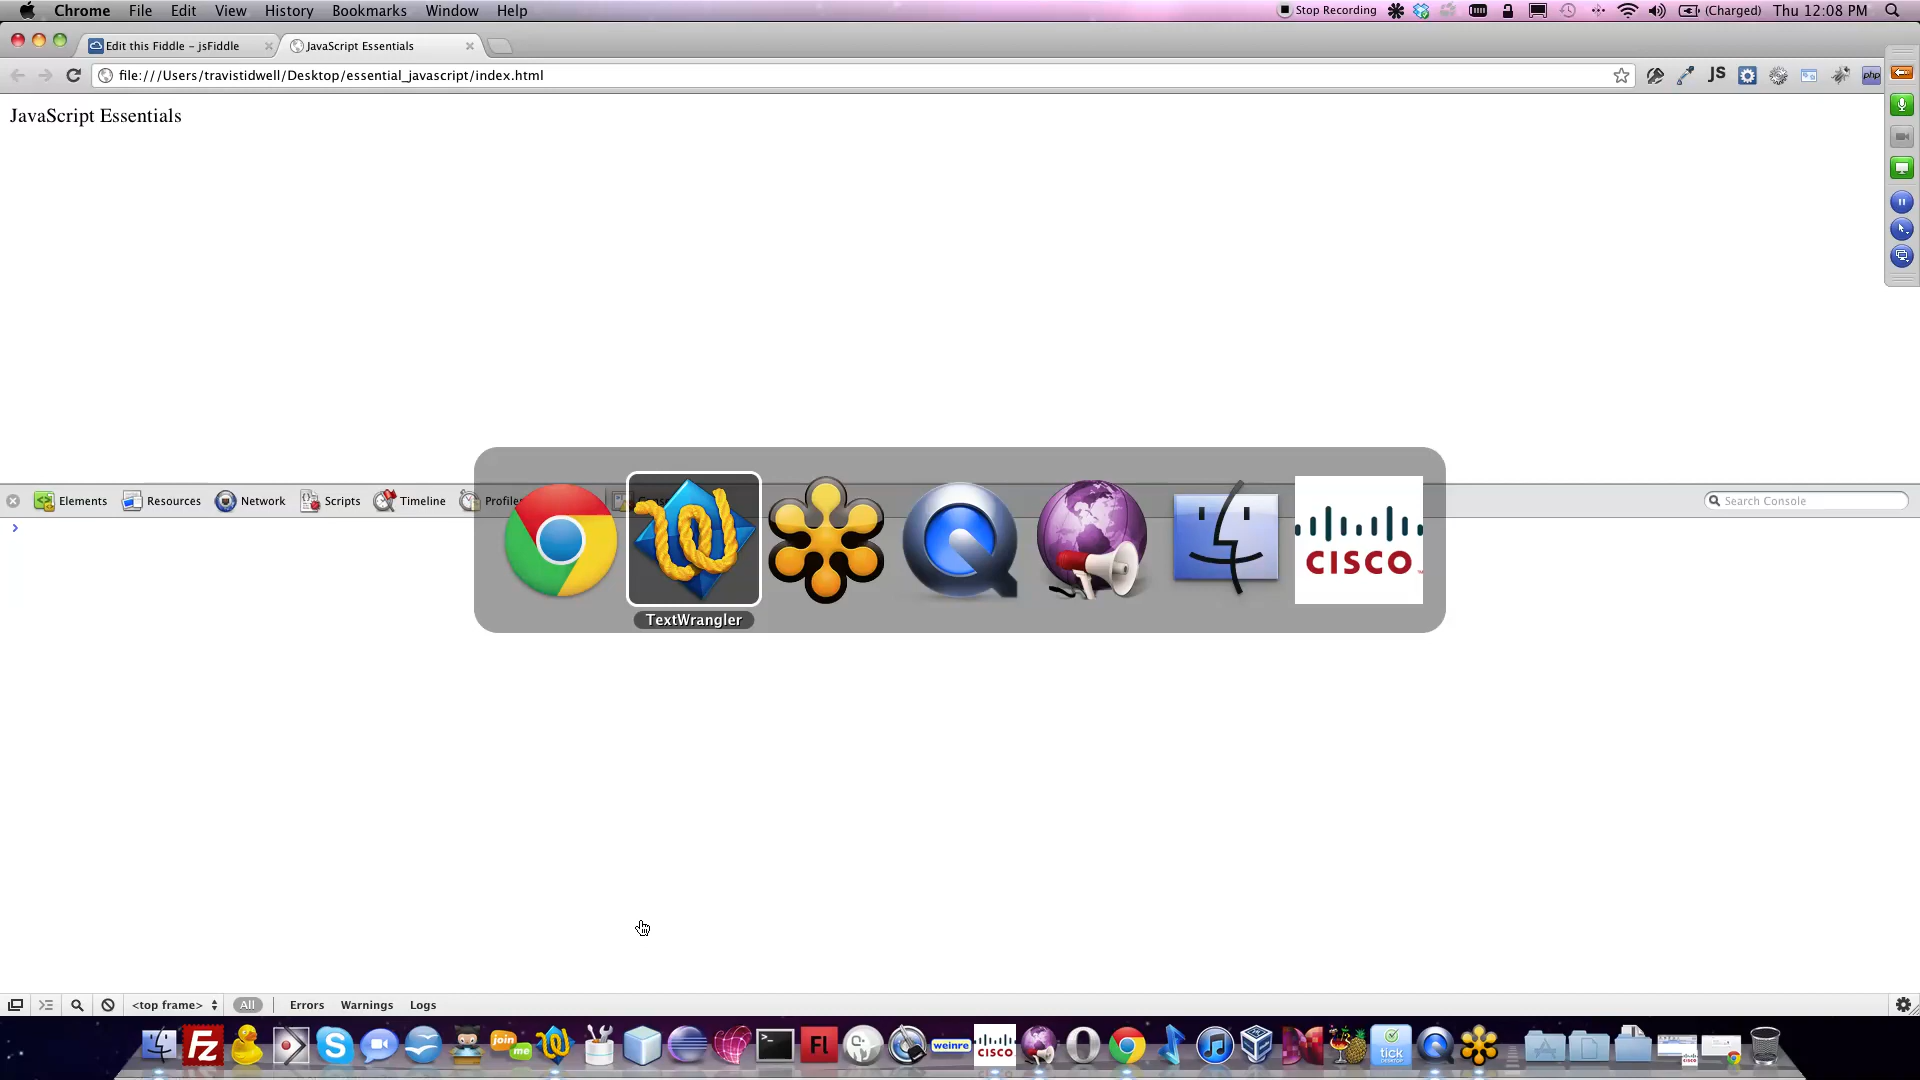 Chrome File Edit View History Bookmarks Window Help
Stop Recording (Charged) Thu 12:08 PM
Edit this Fiddle – jsFiddle
JavaScript Essentials
file:///Users/travistidwell/Desktop/essential_javascript/index.html
JS
php
JavaScript Essentials
Elements Resources Network Scripts Timeline Profiles
Search Console
CISCO
TextWrangler
<top frame> All Errors Warnings Logs
Fz
join me
Fl
weinre
CISCO
tick